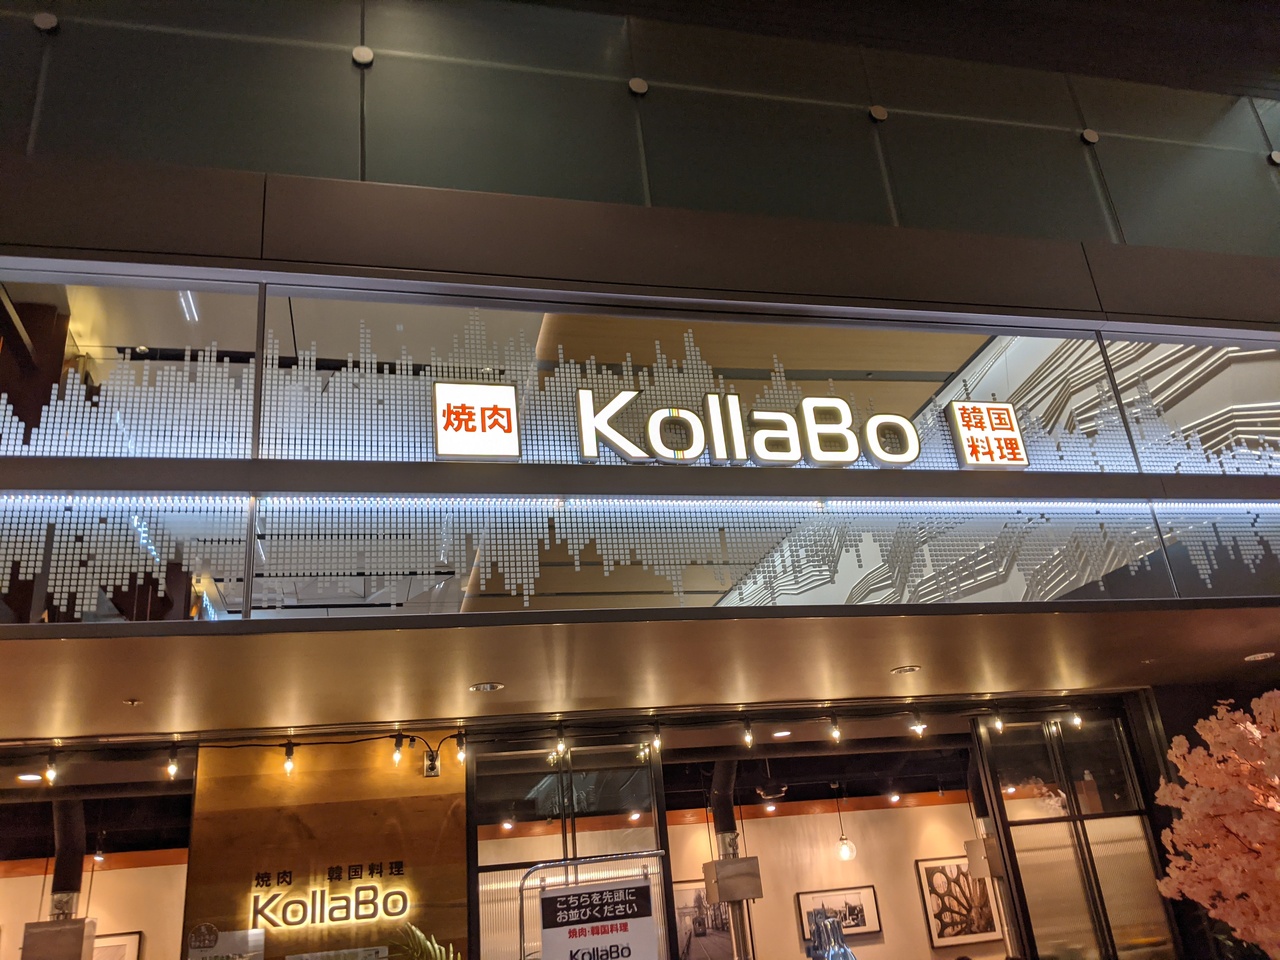 焼肉
KollaBo
韓国
料理
焼肉 韓国料理
KollaBo
こちらを先頭に
お並びください
焼肉・韓国料理
KollaBo